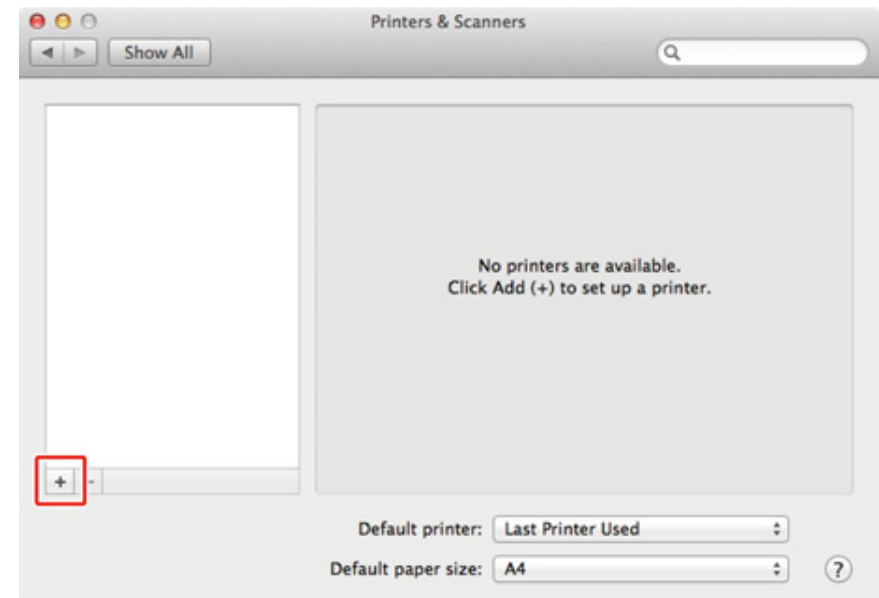 Printers & Scanners
Show All
No printers are available.
Click Add (+) to set up a printer.
+ -
Default printer: Last Printer Used
Default paper size: A4 ?